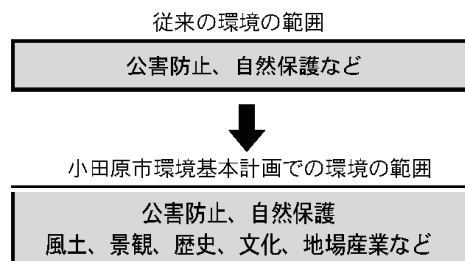 従来の環境の範囲
公害防止、自然保護など
小田原市環境基本計画での環境の範囲
公害防止、自然保護
風土、景観、歴史、文化、地場産業など